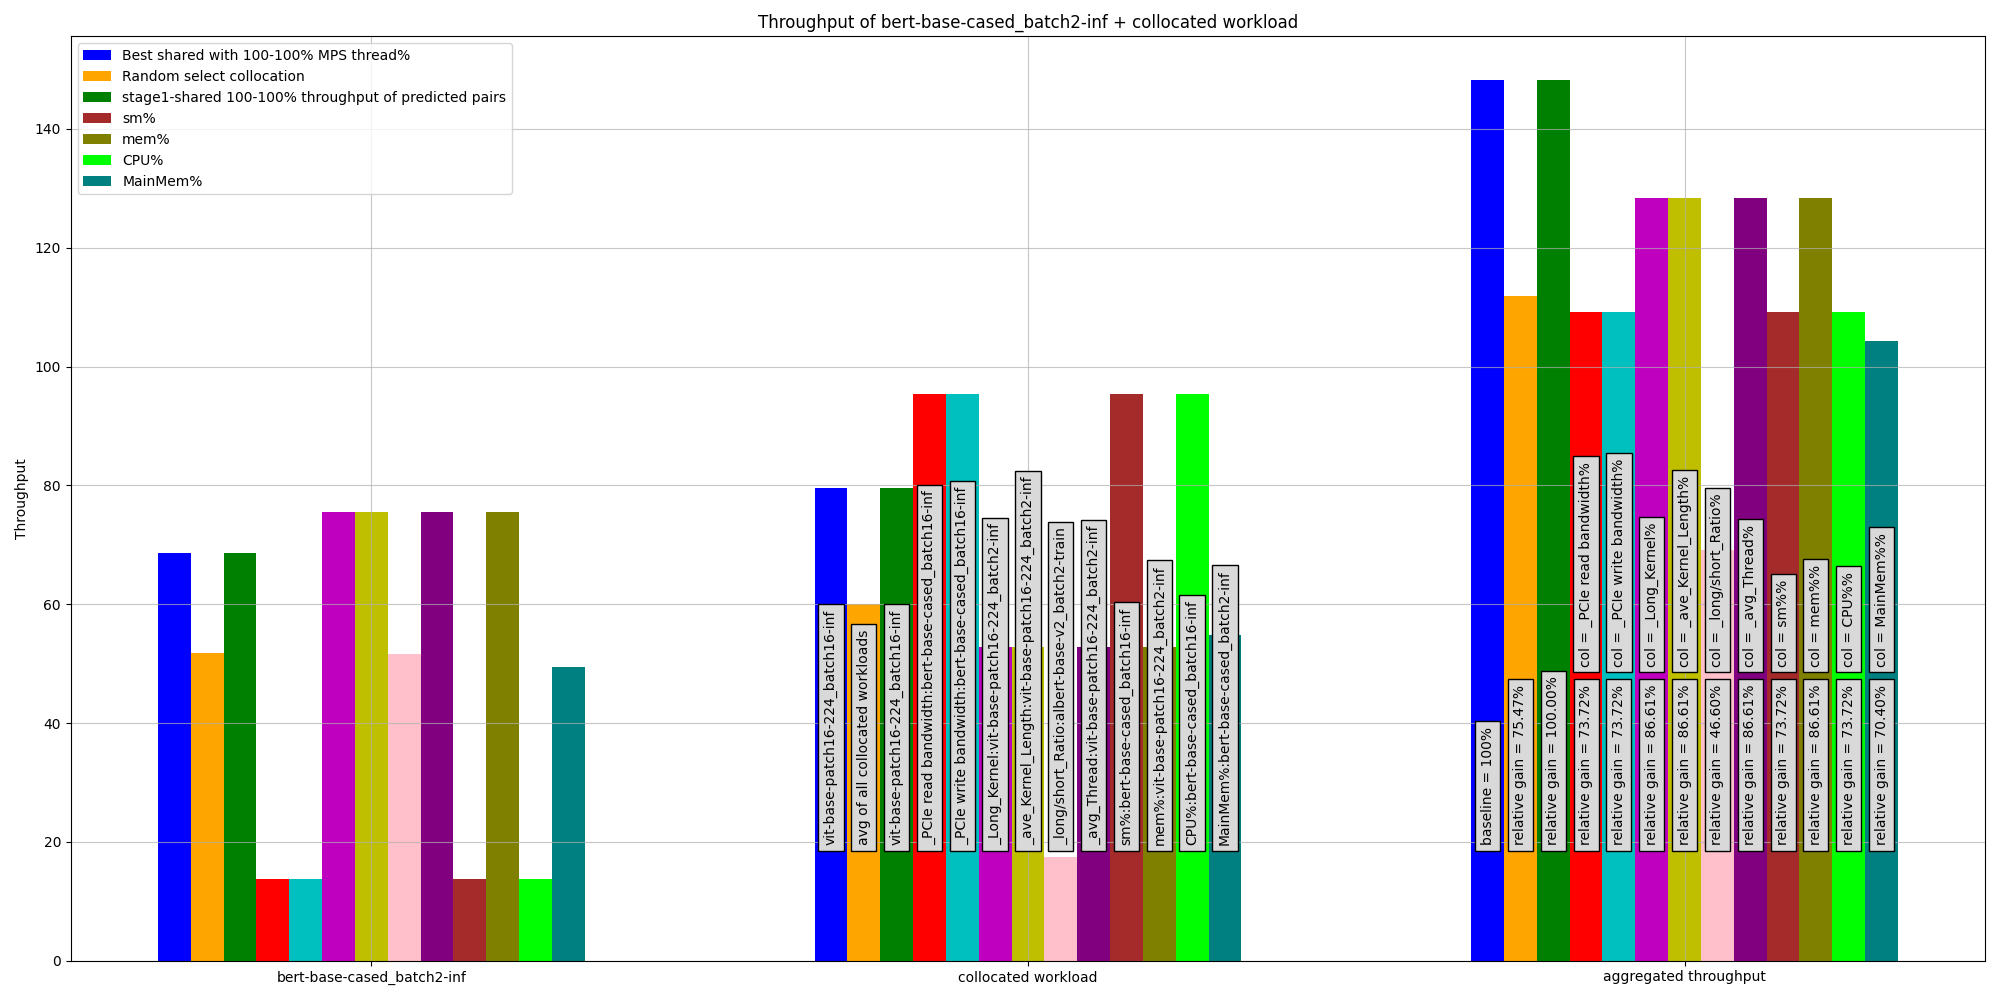 Throughput of bert-base-cased_batch2-inf + collocated workload
Best shared with 100-100% MPS thread%
Random select collocation
stage1-shared 100-100% throughput of predicted pairs
sm%
mem%
CPU%
MainMem%
Throughput
140
120
100
80
60
40
20
0
vit-base-patch16-224_batch16-inf
avg of all collocated workloads
vit-base-patch16-224_batch16-inf
_PCIe read bandwidth:bert-base-cased_batch16-inf
_PCIe write bandwidth:bert-base-cased_batch16-inf
_Long_Kernel:vit-base-patch16-224_batch2-inf
_ave_Kernel_Length:vit-base-patch16-224_batch2-inf
_long/short_Ratio:albert-base-v2_batch2-train
_avg_Thread:vit-base-patch16-224_batch2-inf
sm%:bert-base-cased_batch16-inf
mem%:vit-base-patch16-224_batch2-inf
CPU%:bert-base-cased_batch16-inf
MainMem%:bert-base-cased_batch2-inf
baseline = 100%
relative gain = 75.47%
relative gain = 100.00%
col = _PCIe read bandwidth%
relative gain = 73.72%
col = _PCIe write bandwidth%
relative gain = 73.72%
col = _Long_Kernel%
relative gain = 86.61%
col = _ave_Kernel_Length%
relative gain = 86.61%
col = _long/short_Ratio%
relative gain = 46.60%
col = _avg_Thread%
relative gain = 86.61%
col = sm%%
relative gain = 73.72%
col = mem%%
relative gain = 86.61%
col = CPU%%
relative gain = 73.72%
col = MainMem%%
relative gain = 70.40%
bert-base-cased_batch2-inf
collocated workload
aggregated throughput